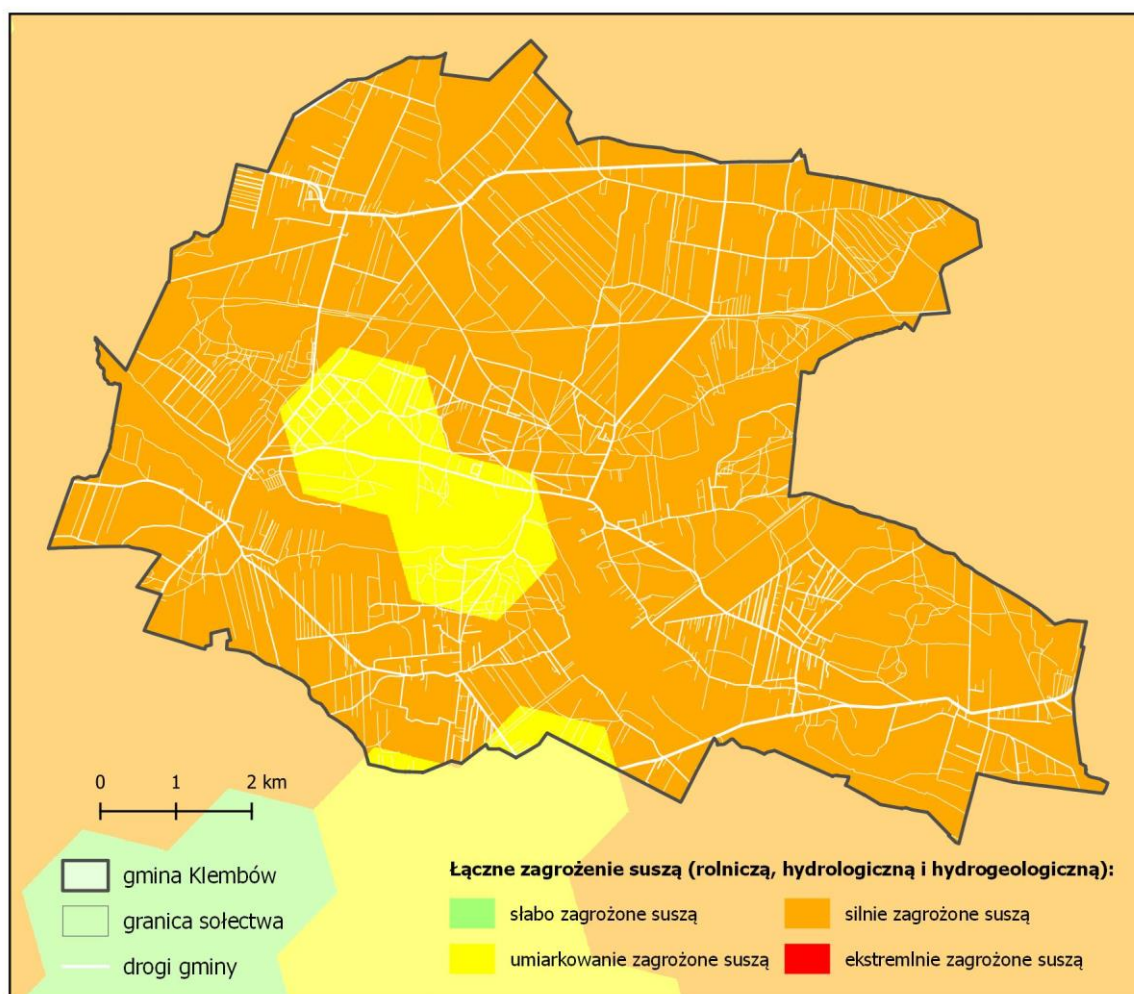 0 1 2 km
gmina Klembów
granica sołectwa
drogi gminy
Łączne zagrożenie suszą (rolniczą, hydrologiczną i hydrogeologiczną):
słabo zagrożone suszą
umiarkowanie zagrożone suszą
silnie zagrożone suszą
ekstremlnie zagrożone suszą